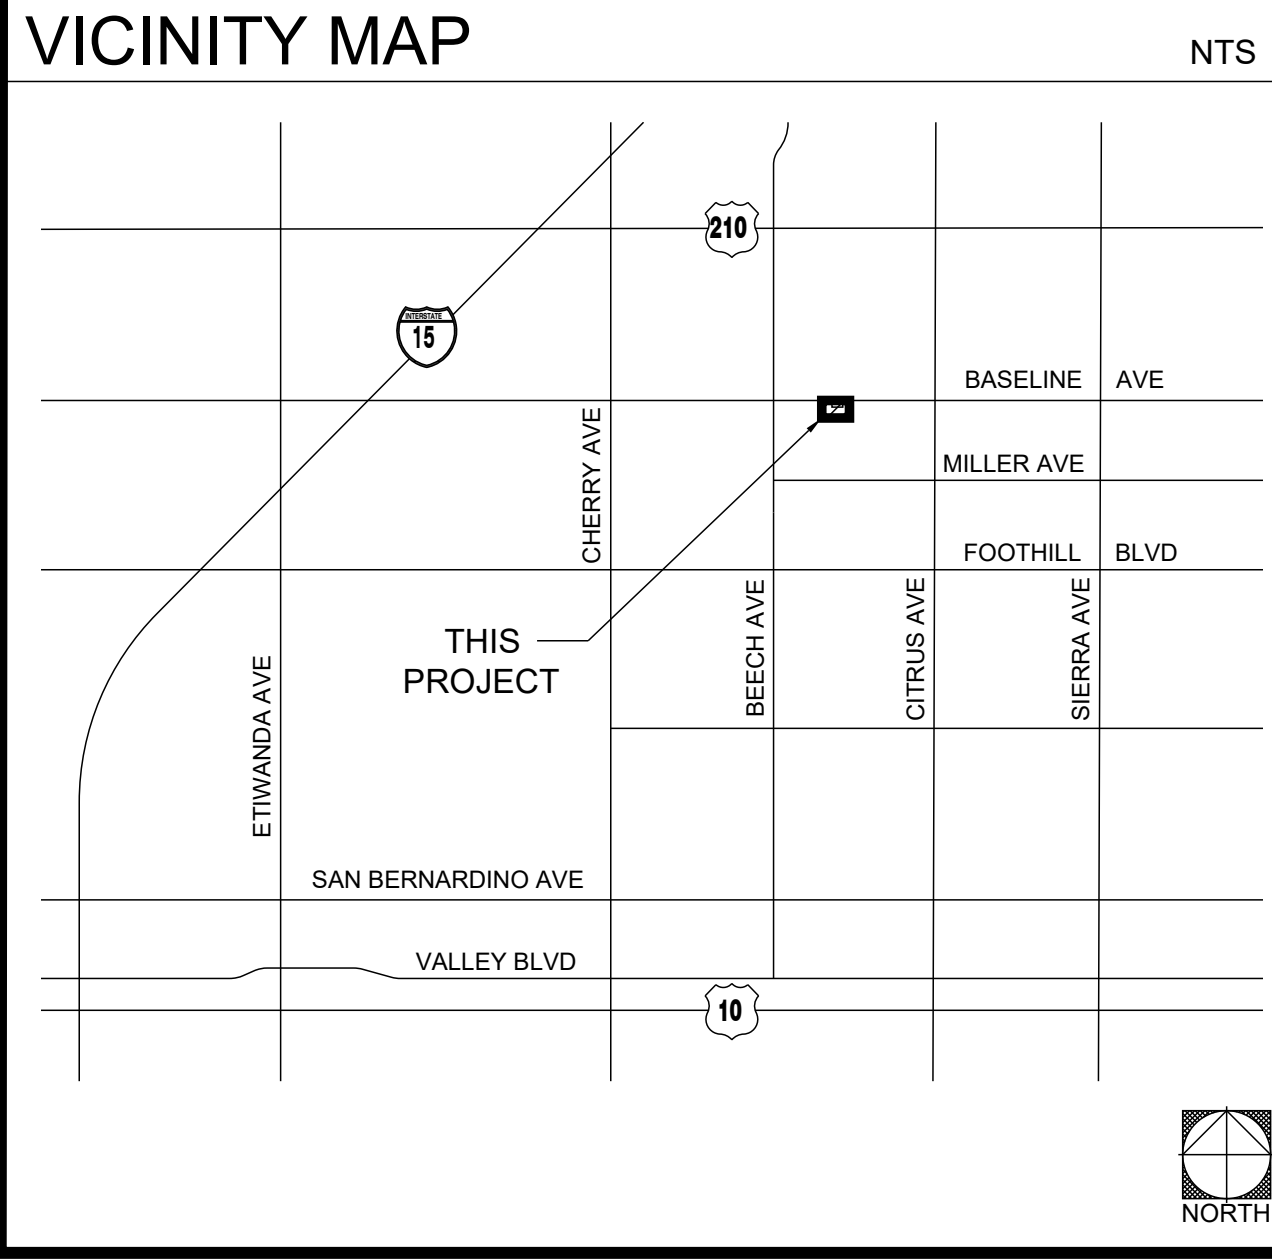 VICINITY MAP
NTS
210
INTERSTATE
15
BASELINE AVE
CHERRY AVE
MILLER AVE
FOOTHILL BLVD
THIS
PROJECT
BEECH AVE
CITRUS AVE
SIERRA AVE
ETIWANDA AVE
SAN BERNARDINO AVE
VALLEY BLVD
10
NORTH